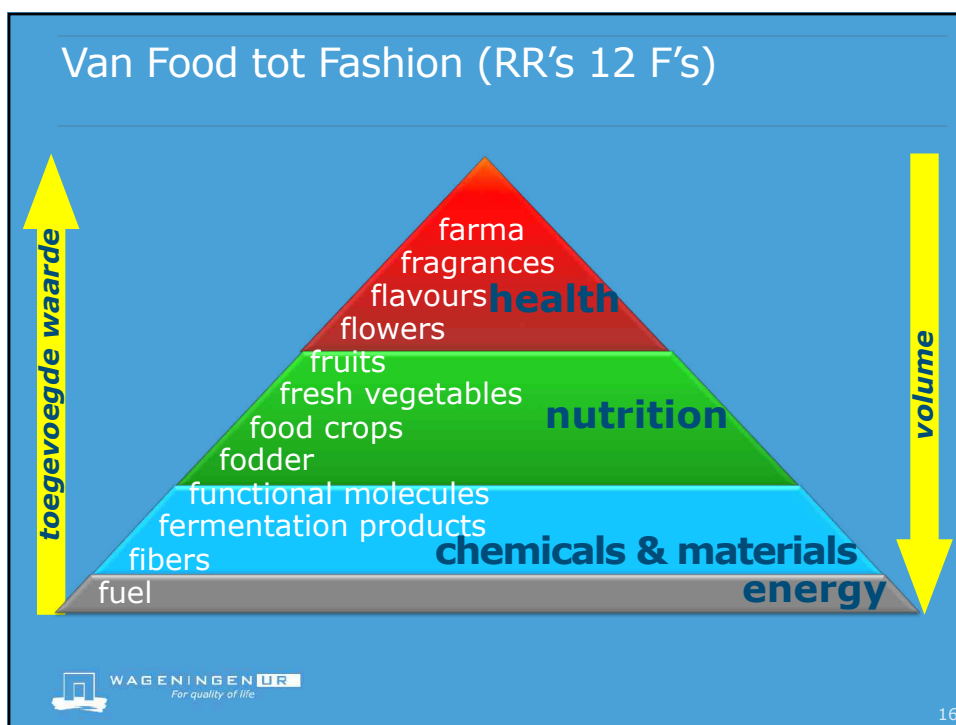 Van Food tot Fashion (RR's 12 F's)
toegevoegde waarde
farma
fragrances
flavours
health
flowers
fruits
fresh vegetables
nutrition
food crops
fodder
functional molecules
fermentation products
chemicals & materials
fibers
fuel
energy
volume
WAGENINGEN UR
For quality of life
16